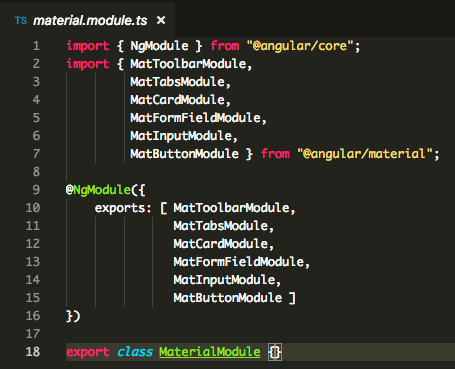 TS material.module.ts ×
1 import { NgModule } from "@angular/core";
2 import { MatToolbarModule,
3          MatTabsModule,
4          MatCardModule,
5          MatFormFieldModule,
6          MatInputModule,
7          MatButtonModule } from "@angular/material";
8
9 @NgModule({
10     exports: [ MatToolbarModule,
11                MatTabsModule,
12                MatCardModule,
13                MatFormFieldModule,
14                MatInputModule,
15                MatButtonModule ]
16 })
17
18 export class MaterialModule {}